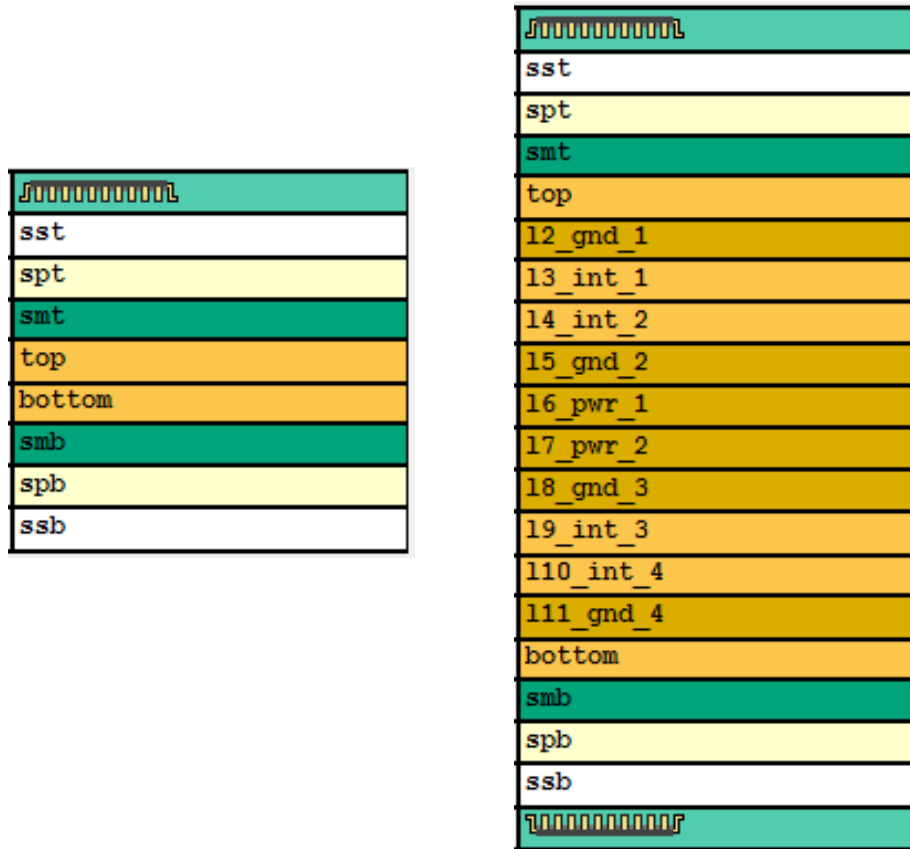 sst
spt
smt
top
bottom
smb
spb
ssb
sst
spt
smt
top
l2_gnd_1
l3_int_1
l4_int_2
l5_gnd_2
l6_pwr_1
l7_pwr_2
l8_gnd_3
l9_int_3
l10_int_4
l11_gnd_4
bottom
smb
spb
ssb